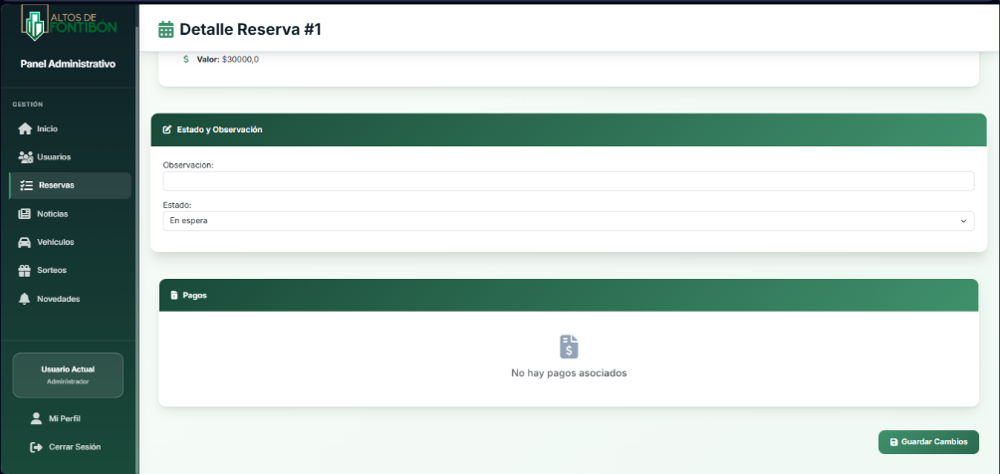 ALTOS DE
FONTIBÓN
Panel Administrativo
GESTIÓN
Inicio
Usuarios
Reservas
Noticias
Vehículos
Sorteos
Novedades
Usuario Actual
Administrador
Mi Perfil
Cerrar Sesión
Detalle Reserva #1
$ Valor: $30000,0
Estado y Observación
Observacion:
Estado:
En espera
Pagos
$
No hay pagos asociados
Guardar Cambios